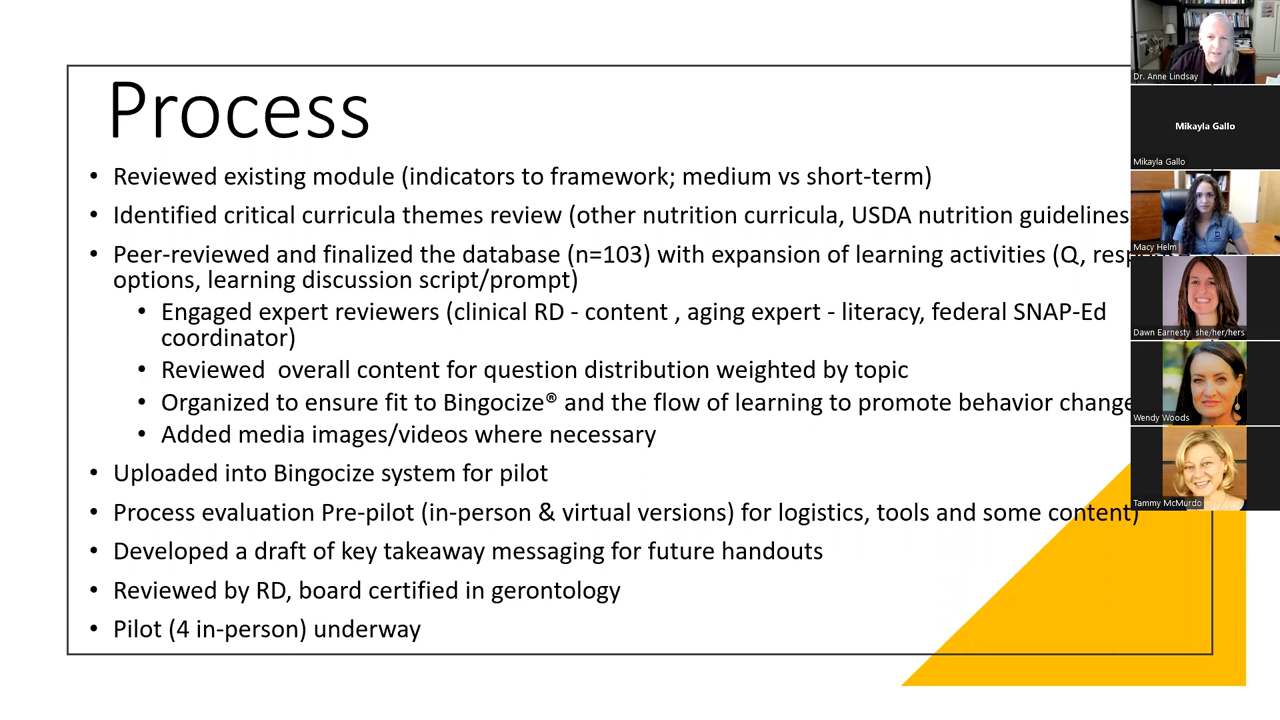 Process
• Reviewed existing module (indicators to framework; medium vs short-term)
• Identified critical curricula themes review (other nutrition curricula, USDA nutrition guidelines
• Peer-reviewed and finalized the database (n=103) with expansion of learning activities (Q,
options, learning discussion script/prompt)
• Engaged expert reviewers (clinical RD - content , aging expert - literacy, federal SNAP-Ed
coordinator)
• Reviewed  overall content for question distribution weighted by topic
• Organized to ensure fit to Bingocize® and the flow of learning to promote behavior change
• Added media images/videos where necessary
• Uploaded into Bingocize system for pilot
• Process evaluation Pre-pilot (in-person & virtual versions) for logistics, tools and some content)
• Developed a draft of key takeaway messaging for future handouts
• Reviewed by RD, board certified in gerontology
• Pilot (4 in-person) underway
Dr. Anne Lindsay
Mikayla Gallo
Mikayla Gallo
Macy Helm
Dawn Earnesty she/her/hers
Wendy Woods
Tammy McMurdo